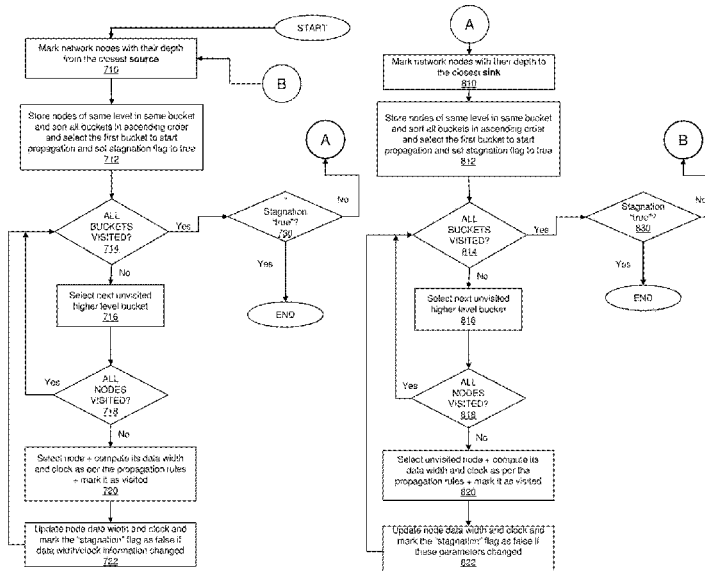 START
Mark network nodes with their depth
from the closest source
710
B
Store nodes of same level in same bucket
and sort all buckets in ascending order
and select the first bucket to start
propagation and set stagnation flag to true
712
A
No
ALL
BUCKETS
VISITED?
714
Yes
Stagnation
"true"?
730
Yes
END
No
Select next unvisited
higher level bucket
716
Yes
ALL
NODES
VISITED?
718
No
Select node + compute its data width
and clock as per the propagation rules
+ mark it as visited
720
Update node data width and clock and
mark the "stagnation" flag as false if
data width/clock information changed
722
A
Mark network nodes with their depth to
the closest sink
810
Store nodes of same level in same bucket
and sort all buckets in ascending order
and select the first bucket to start
propagation and set stagnation flag to true
812
B
No
ALL
BUCKETS
VISITED?
814
Yes
Stagnation
"true"?
830
Yes
END
No
Select next unvisited
higher level bucket
816
Yes
ALL
NODES
VISITED?
818
No
Select unvisited node + compute its
data width and clock as per the
propagation rules + mark it as visited
820
Update node data width and clock and
mark the "stagnation" flag as false if
these parameters changed
822